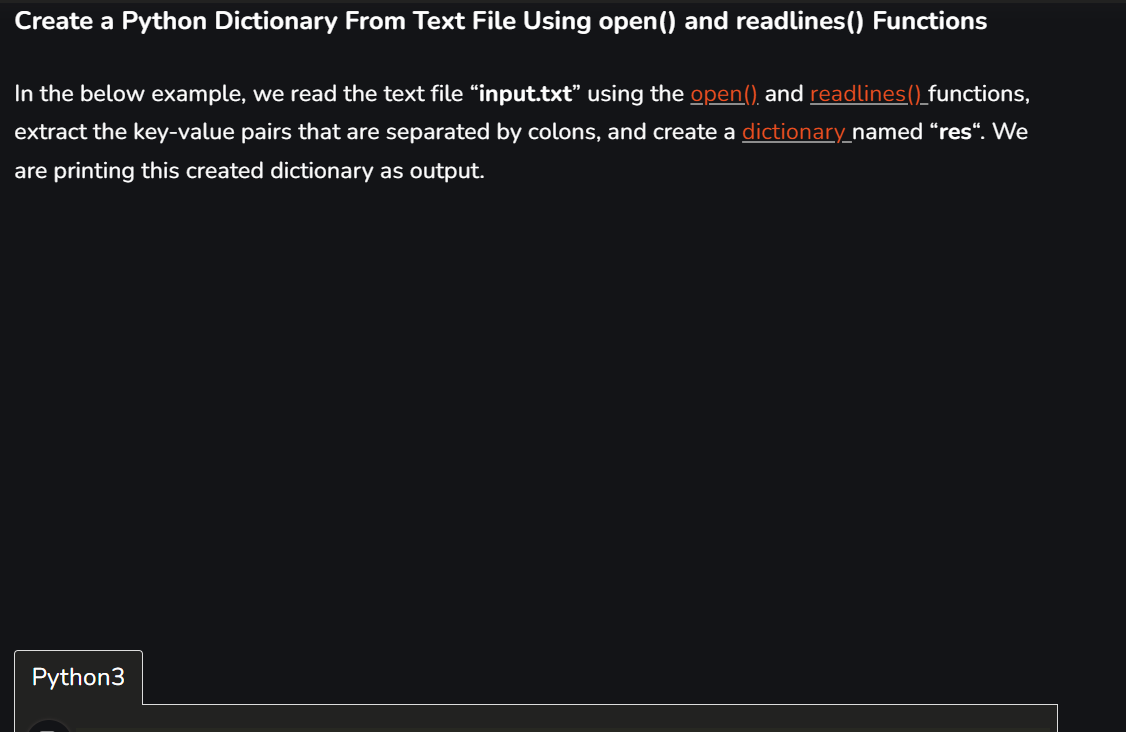 Create a Python Dictionary From Text File Using open() and readlines() Functions
In the below example, we read the text file “input.txt” using the open() and readlines() functions,
extract the key-value pairs that are separated by colons, and create a dictionary named “res“. We
are printing this created dictionary as output.
Python3